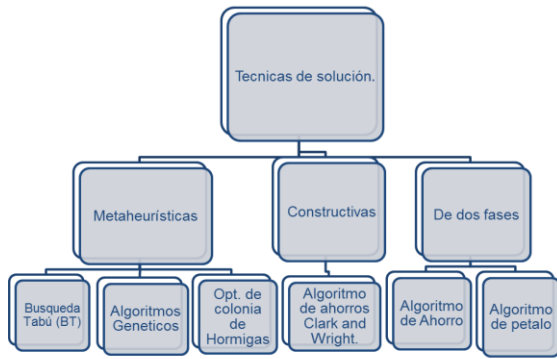 Tecnicas de solución.
Metaheurísticas
Constructivas
De dos fases
Busqueda
Tabú (BT)
Algoritmos
Geneticos
Opt. de
colonia
de
Hormigas
Algoritmo
de ahorros
Clark and
Wright.
Algoritmo
de Ahorro
Algoritmo
de petalo